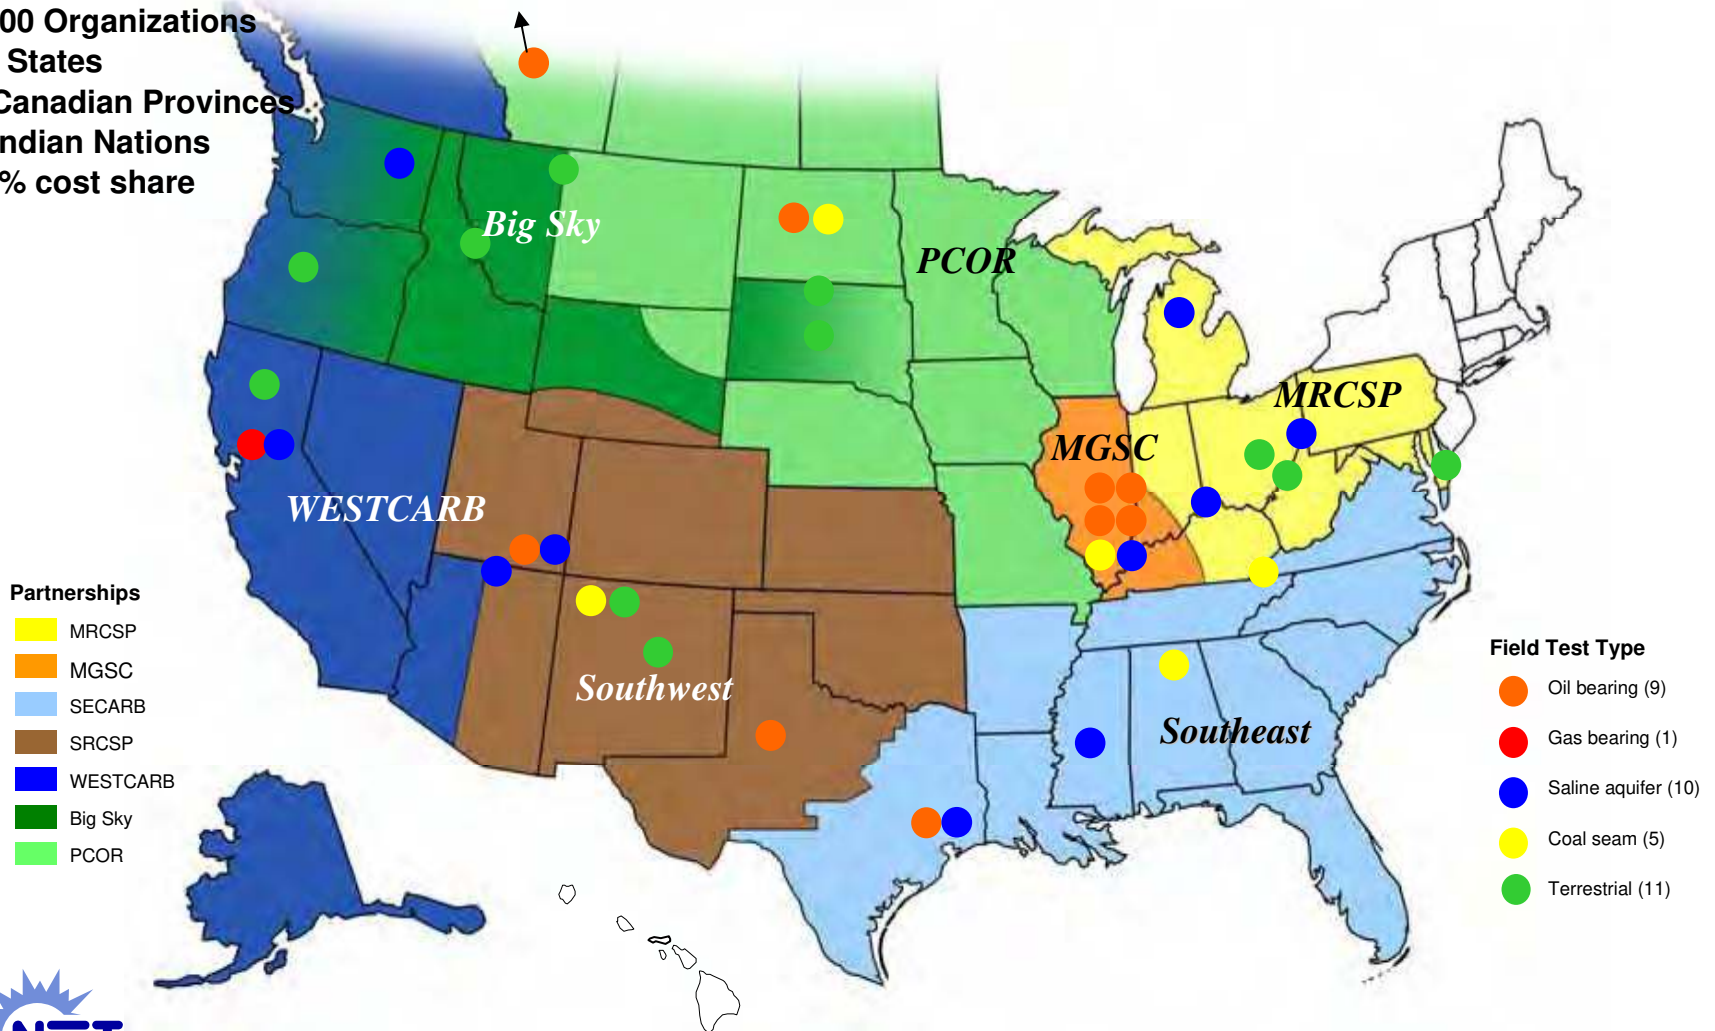 00 Organizations
States
Canadian Provinces
ndian Nations
% cost share
Big Sky
PCOR
MRCSP
MGSC
WESTCARB
Southwest
Southeast
Partnerships
MRCSP
MGSC
SECARB
SRCSP
WESTCARB
Big Sky
PCOR
Field Test Type
Oil bearing (9)
Gas bearing (1)
Saline aquifer (10)
Coal seam (5)
Terrestrial (11)